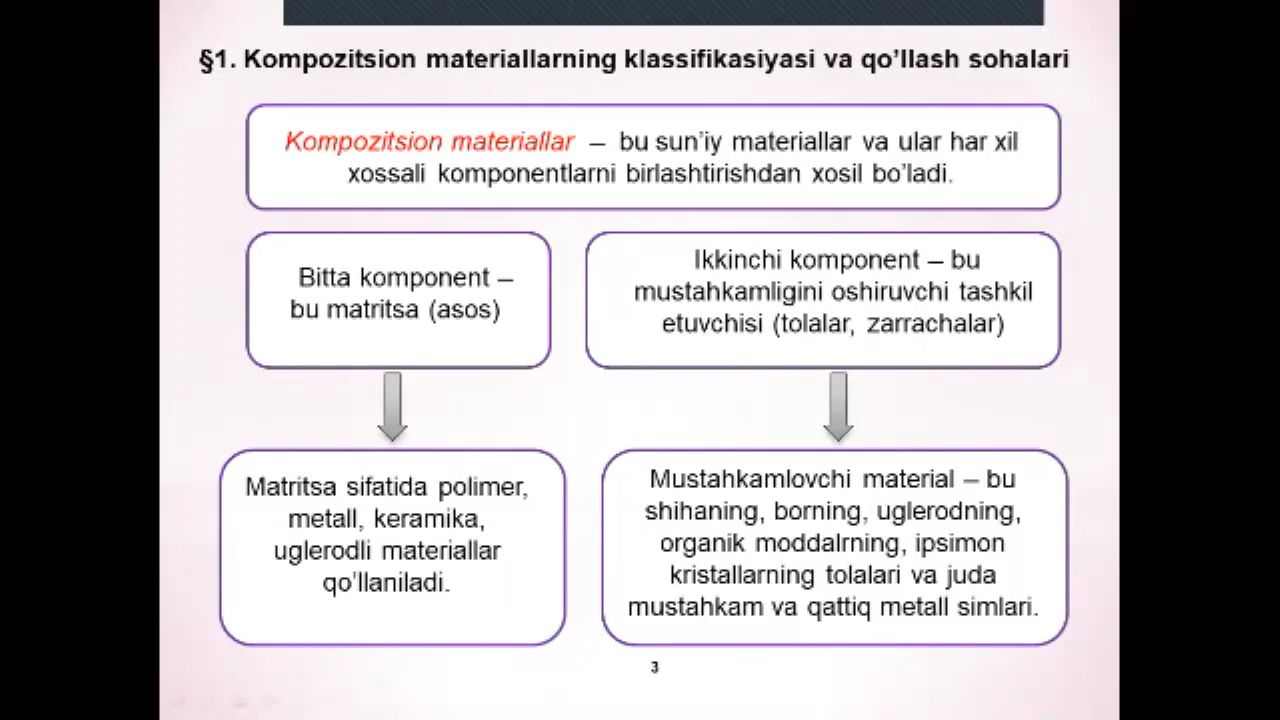 §1. Kompozitsion materiallarning klassifikasiyasi va qo’llash sohalari
Kompozitsion materiallar – bu sun’iy materiallar va ular har xil
xossali komponentlarni birlashtirishdan xosil bo’ladi.
Bitta komponent –
bu matritsa (asos)
Ikkinchi komponent – bu
mustahkamligini oshiruvchi tashkil
etuvchisi (tolalar, zarrachalar)
Matritsa sifatida polimer,
metall, keramika,
uglerodli materiallar
qo’llaniladi.
Mustahkamlovchi material – bu
shihaning, borning, uglerodning,
organik moddalrning, ipsimon
kristallarning tolalari va juda
mustahkam va qattiq metall simlari.
3